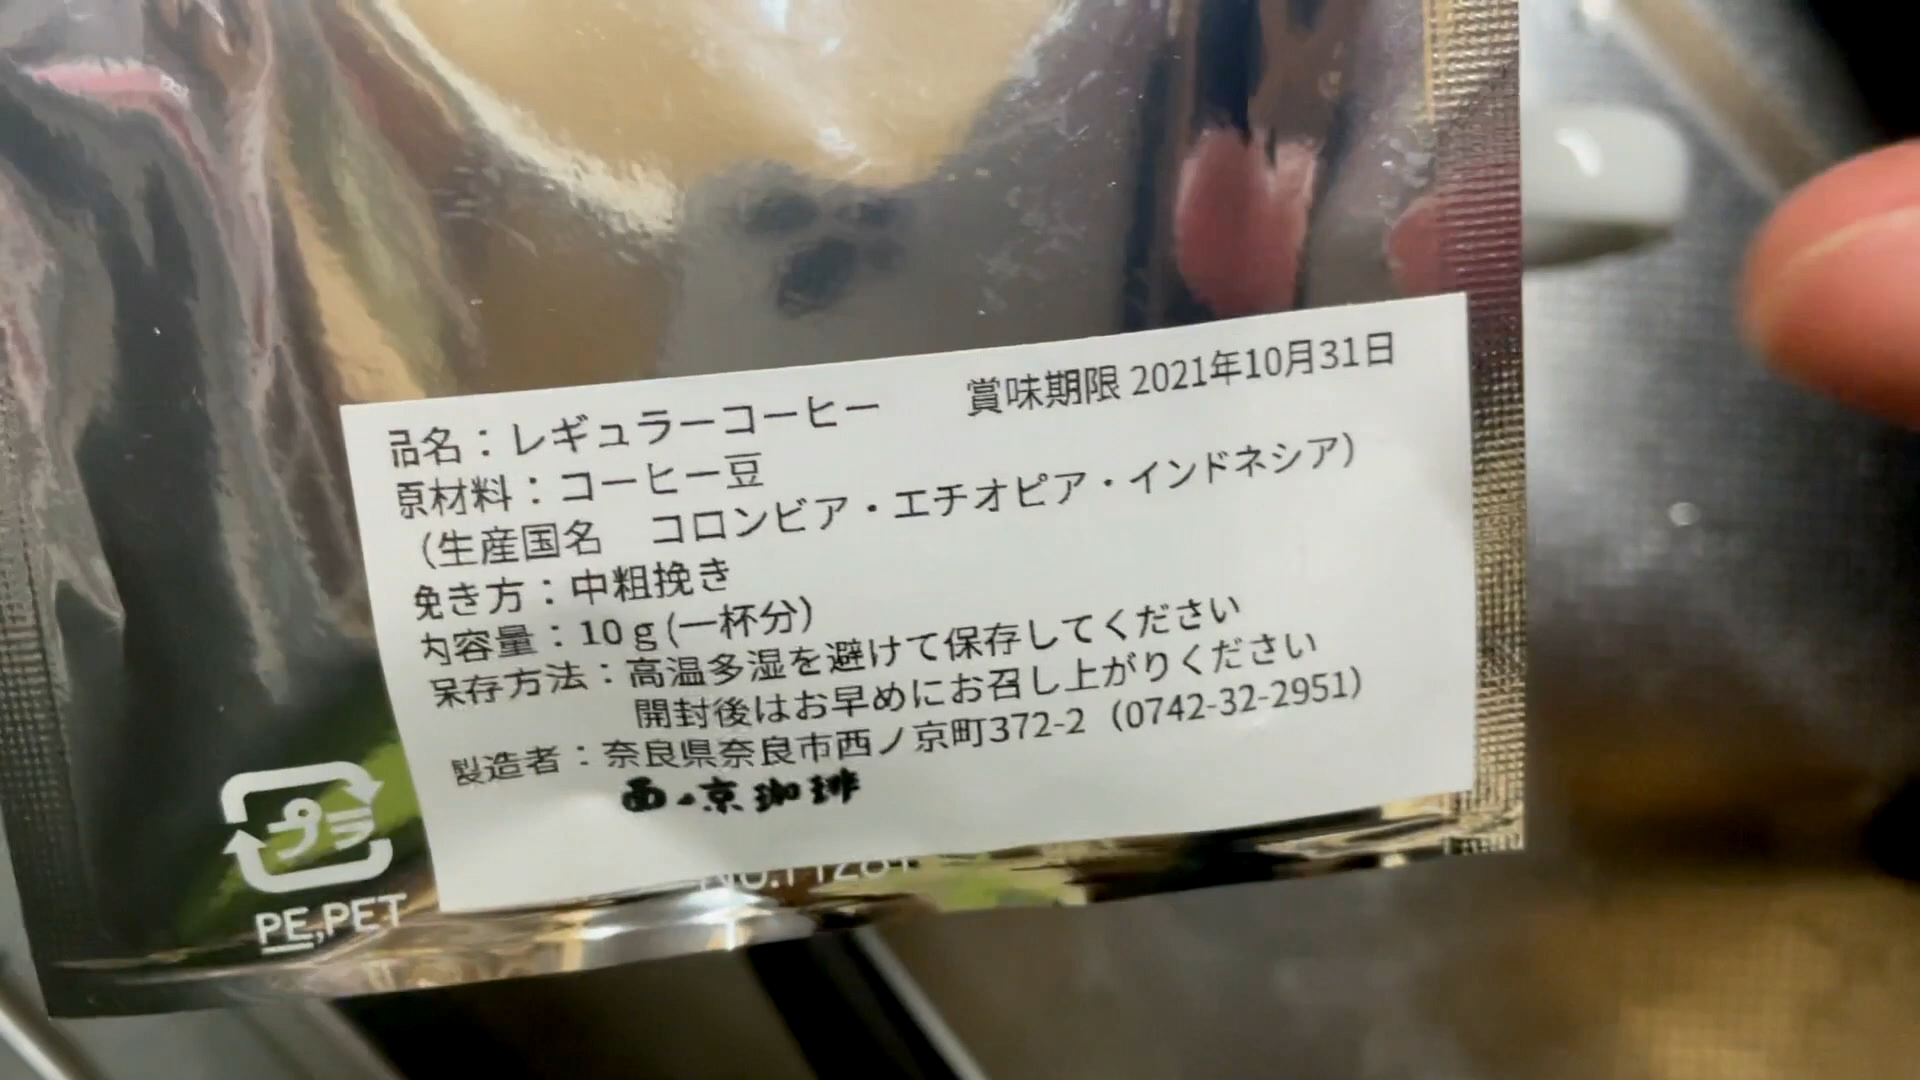 品名：レギュラーコーヒー　　賞味期限 2021年10月31日
原材料：コーヒー豆
（生産国名　コロンビア・エチオピア・インドネシア）
挽き方：中粗挽き
内容量：10g(一杯分)
保存方法：高温多湿を避けて保存してください
開封後はお早めにお召し上がりください
製造者：奈良県奈良市西ノ京町372-2（0742-32-2951）
西ノ京珈琲
プラ
PE,PET